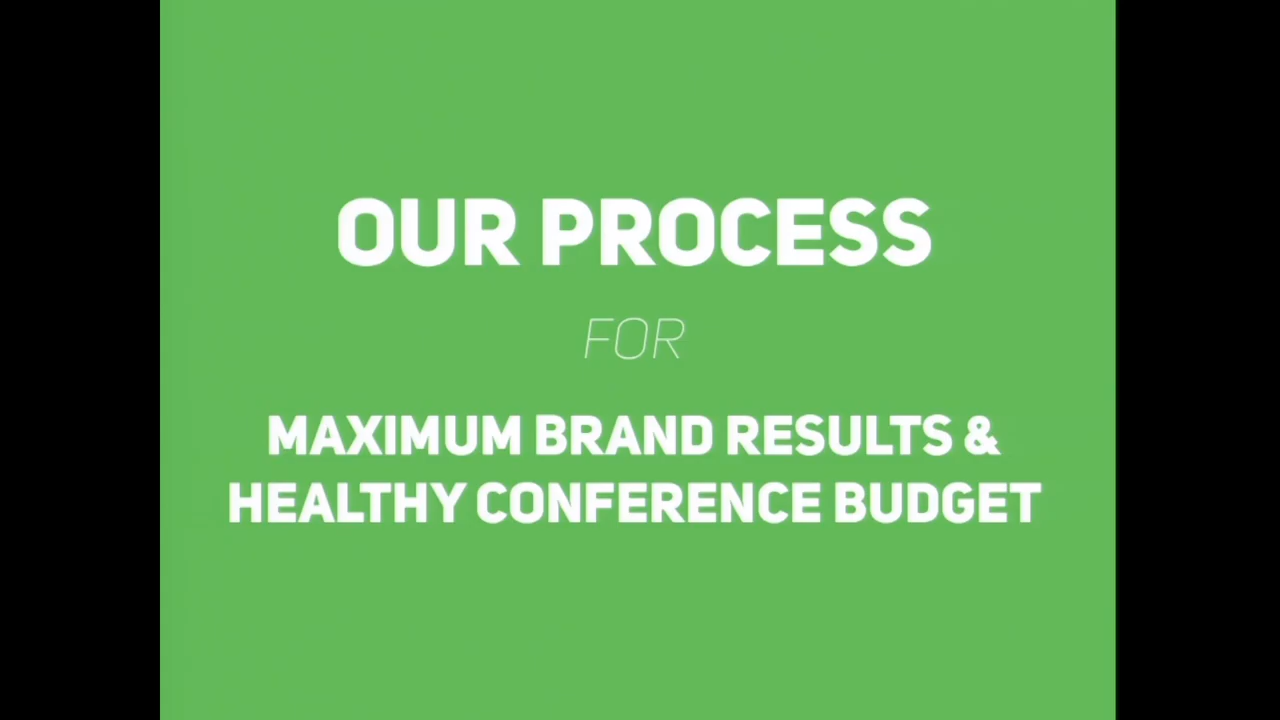 OUR PROCESS
FOR
MAXIMUM BRAND RESULTS &
HEALTHY CONFERENCE BUDGET